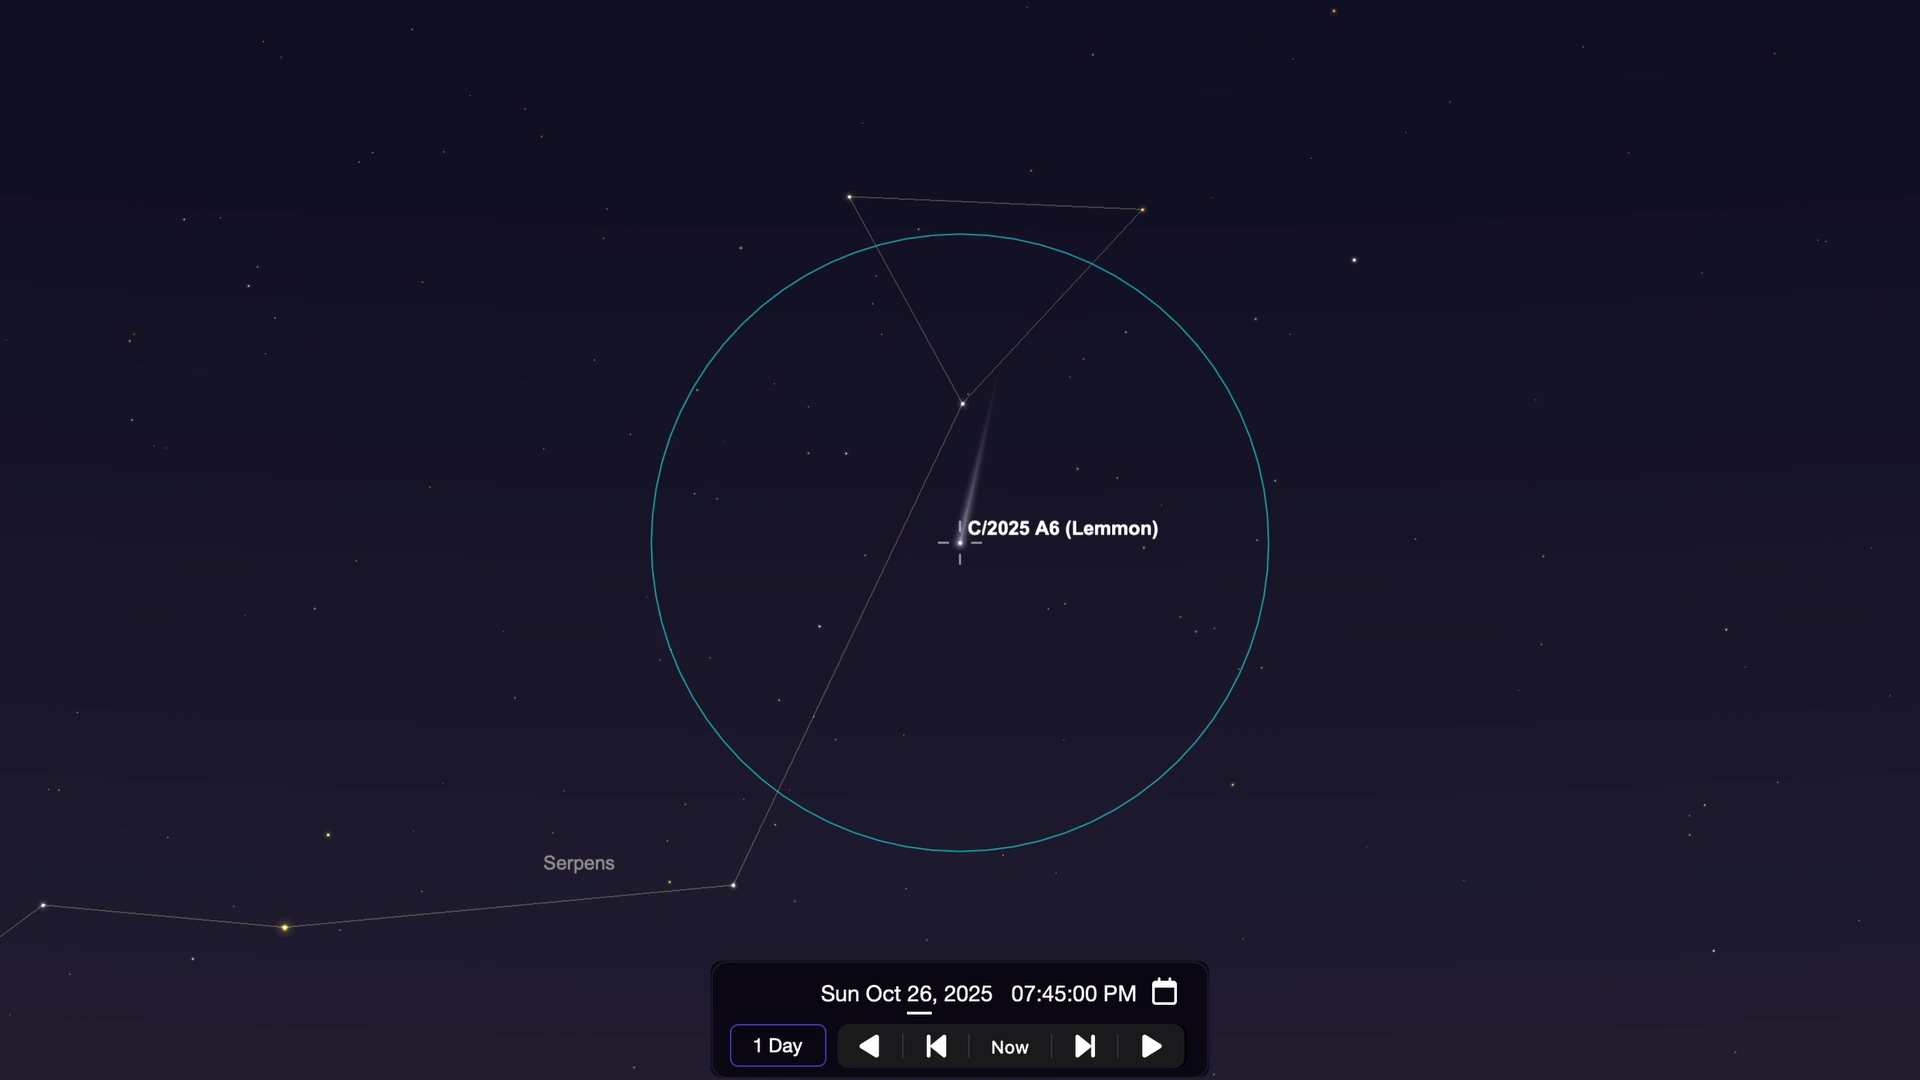 C/2025 A6 (Lemmon)
Serpens
Sun Oct 26, 2025 07:45:00 PM
1 Day
Now